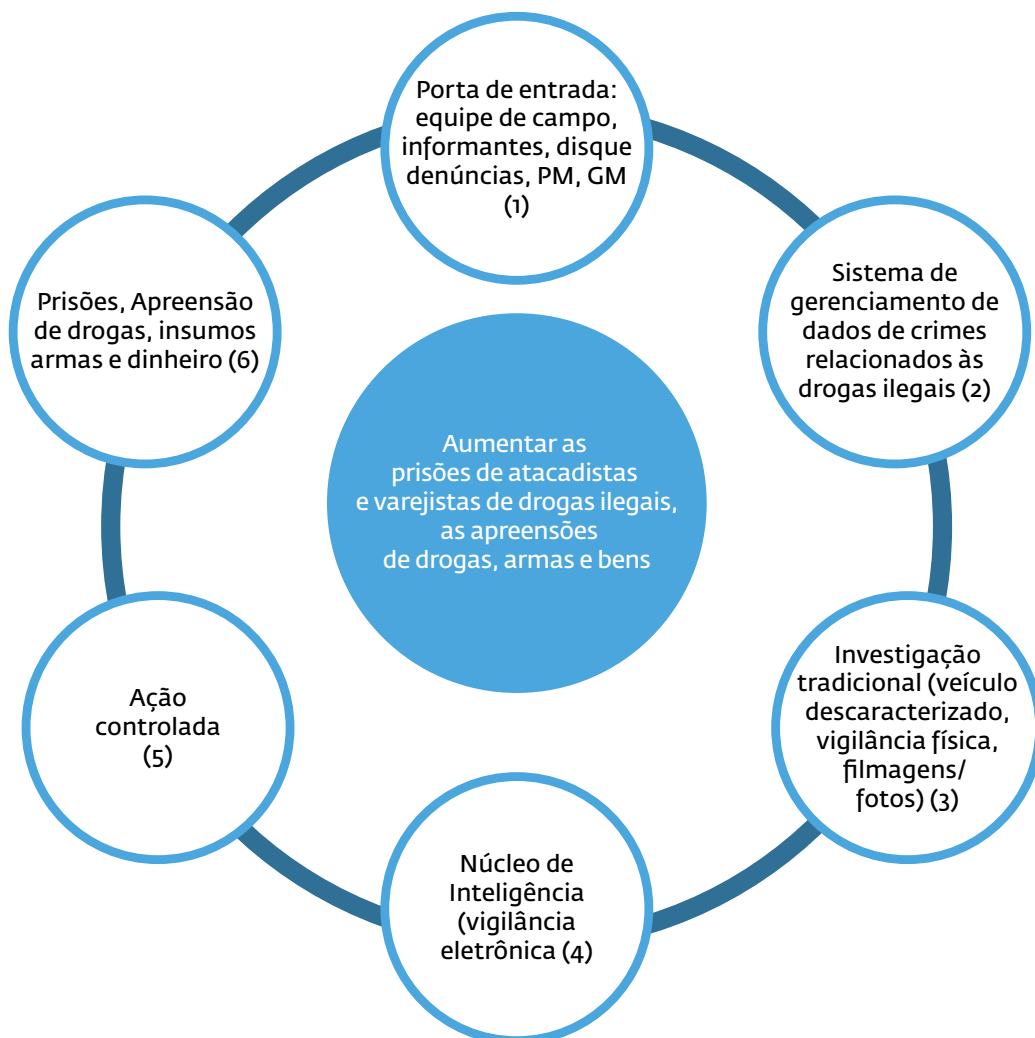 Porta de entrada:
equipe de campo,
informantes, disque
denúncias, PM, GM
(1)
Sistema de
gerenciamento de
dados de crimes
relacionados às
drogas ilegais (2)
Investigação
tradicional (veículo
descaracterizado,
vigilância física,
filmagens/
fotos) (3)
Núcleo de
Inteligência
(vigilância
eletrônica (4)
Ação
controlada
(5)
Prisões, Apreensão
de drogas, insumos
armas e dinheiro (6)
Aumentar as
prisões de atacadistas
e varejistas de drogas ilegais,
as apreensões
de drogas, armas e bens